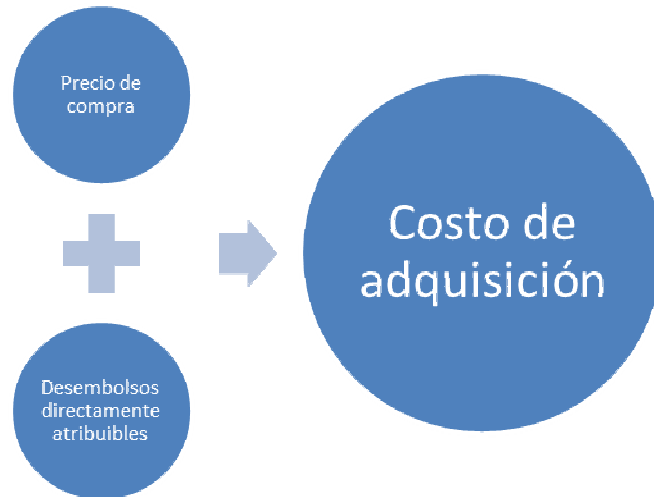 Precio de
compra
Desembolsos
directamente
atribuibles
Costo de
adquisición